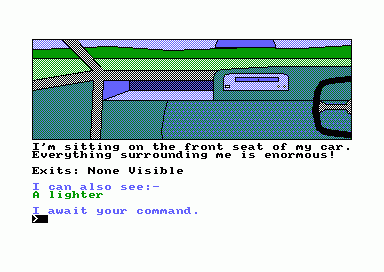 I'm sitting on the front seat of my car.
Everything surrounding me is enormous!
Exits: None Visible
I can also see:-
A lighter
I await your command.
>